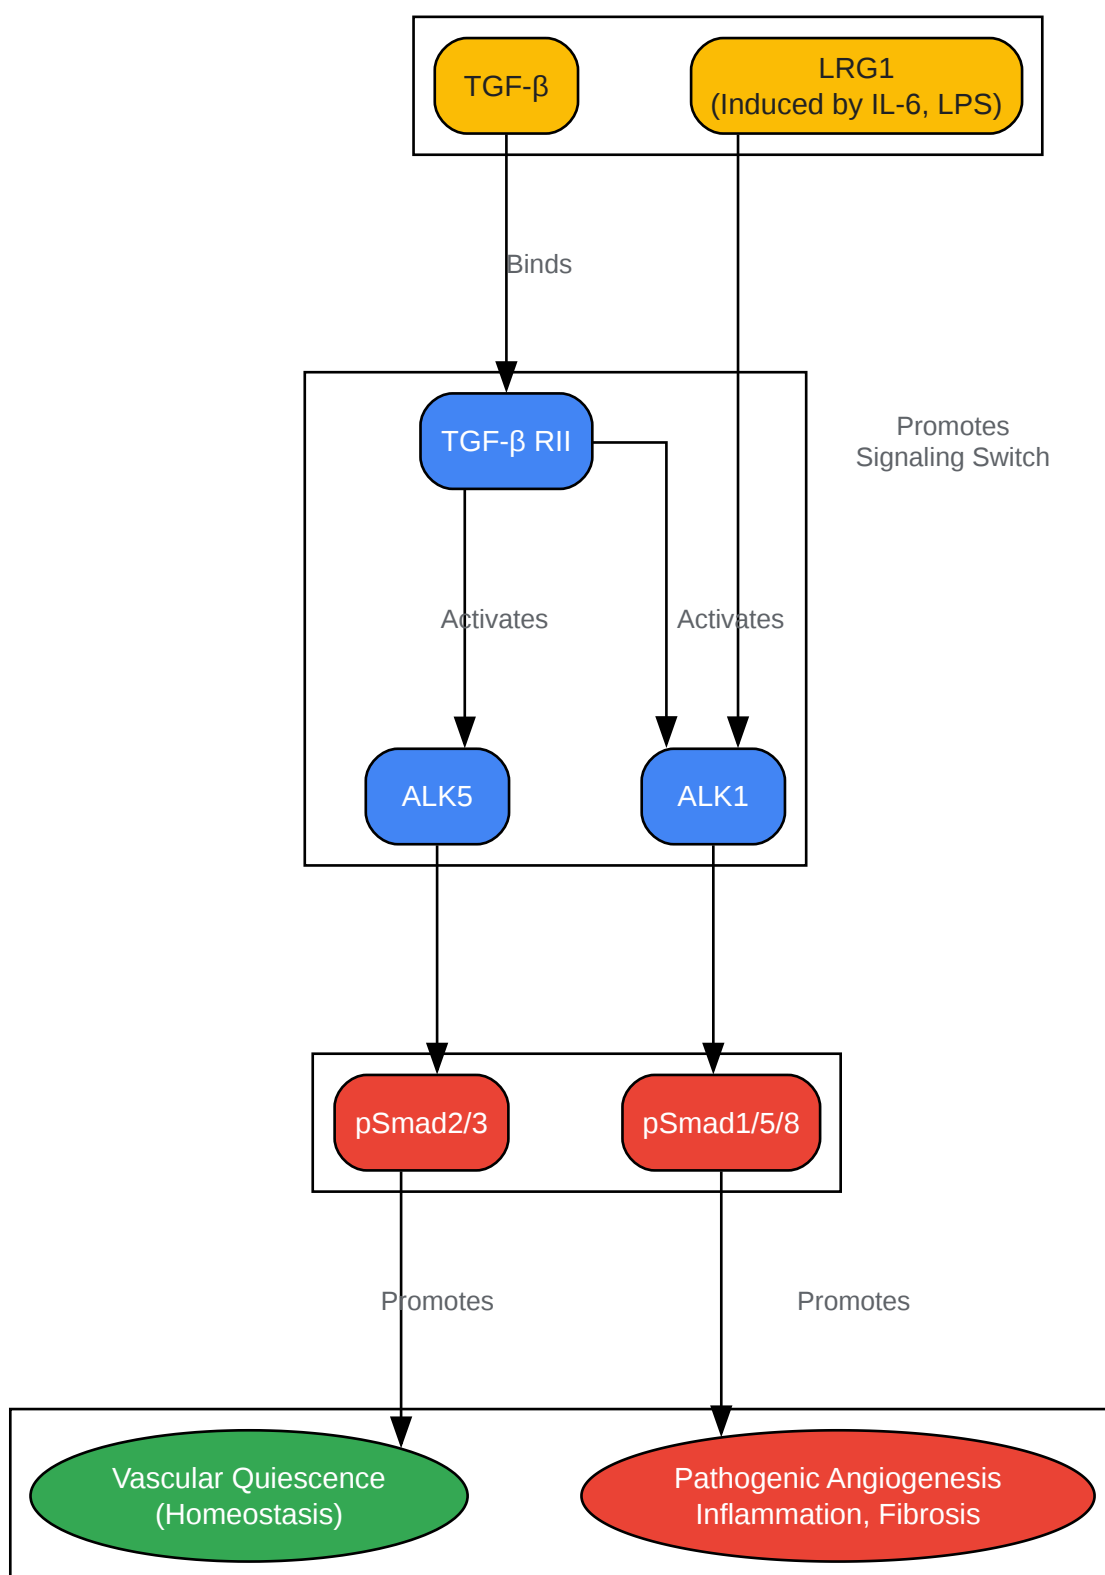 TGF-β
LRG1
(Induced by IL-6, LPS)
Binds
TGF-β RII
Promotes
Signaling Switch
Activates
Activates
ALK5
ALK1
pSmad2/3
pSmad1/5/8
Promotes
Promotes
Vascular Quiescence
(Homeostasis)
Pathogenic Angiogenesis
Inflammation, Fibrosis